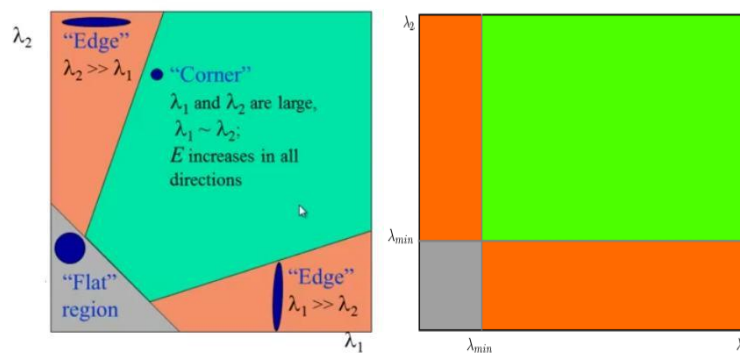 λ₂
“Edge”
λ₂ >> λ₁
“Corner”
λ₁ and λ₂ are large,
λ₁ ~ λ₂;
E increases in all
directions
“Flat”
region
“Edge”
λ₁ >> λ₂
λ₁
λ₂
λmin
λmin